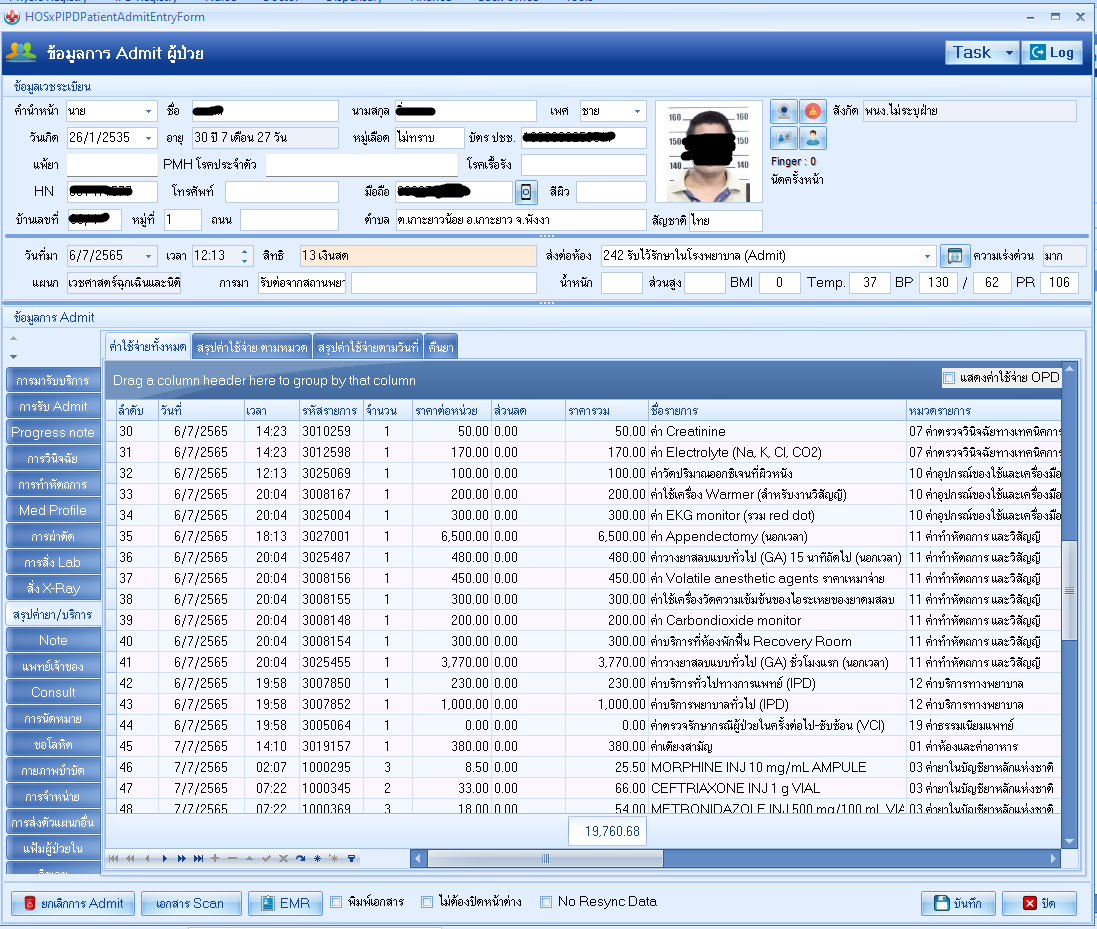 HOSxPIPDPatientAdmitEntryForm
ข้อมูลการ Admit ผู้ป่วย Task Log
ข้อมูลเวชระเบียน
คำนำหน้า นาย ชื่อ นามสกุล เพศ ชาย สังกัด พนง.ไม่ระบุฝ่าย
วันเกิด 26/1/2535 อายุ 30 ปี 7 เดือน 27 วัน หมู่เลือด ไม่ทราบ บัตร ปชช.
แพ้ยา PMH โรคประจำตัว โรคเรื้อรัง Finger : 0
HN โทรศัพท์ มือถือ สีผิว นัดครั้งหน้า
บ้านเลขที่ หมู่ที่ 1 ถนน ตำบล ต.เกาะยาวน้อย อ.เกาะยาว จ.พังงา สัญชาติ ไทย
160 160
150 150
140 140
วันที่มา 6/7/2565 เวลา 12:13 สิทธิ 13 เงินสด ส่งต่อห้อง 242 รับไว้รักษาในโรงพยาบาล (Admit) ความเร่งด่วน มาก
แผนก เวชศาสตร์ฉุกเฉินและนิติ การมา รับต่อจากสถานพยา น้ำหนัก ส่วนสูง BMI 0 Temp. 37 BP 130 / 62 PR 106
ข้อมูลการ Admit
ค่าใช้จ่ายทั้งหมด สรุปค่าใช้จ่าย ตามหมวด สรุปค่าใช้จ่ายตามวันที่ คืนยา
Drag a column header here to group by that column แสดงค่าใช้จ่าย OPD
การมารับบริการ
การรับ Admit
Progress note
การวินิจฉัย
การทำหัตถการ
Med Profile
การผ่าตัด
การสั่ง Lab
สั่ง X-Ray
สรุปค่ายา/บริการ
Note
แพทย์เจ้าของ
Consult
การนัดหมาย
ขอโลหิต
กายภาพบำบัด
การจำหน่าย
การส่งตัวแผนกอื่น
แฟ้มผู้ป่วยใน
ลำดับ วันที่ เวลา รหัสรายการ จำนวน ราคาต่อหน่วย ส่วนลด ราคารวม ชื่อรายการ หมวดรายการ
30 6/7/2565 14:23 3010259 1 50.00 0.00 50.00 ค่า Creatinine 07 ค่าตรวจวินิจฉัยทางเทคนิคการ
31 6/7/2565 14:23 3012598 1 170.00 0.00 170.00 ค่า Electrolyte (Na, K, Cl, CO2) 07 ค่าตรวจวินิจฉัยทางเทคนิคการ
32 6/7/2565 12:13 3025069 1 100.00 0.00 100.00 ค่าวัดปริมาณออกซิเจนที่ผิวหนัง 10 ค่าอุปกรณ์ของใช้และเครื่องมือ
33 6/7/2565 20:04 3008167 1 200.00 0.00 200.00 ค่าใช้เครื่อง Warmer (สำหรับงานวิสัญญี) 10 ค่าอุปกรณ์ของใช้และเครื่องมือ
34 6/7/2565 20:04 3025004 1 300.00 0.00 300.00 ค่า EKG monitor (รวม red dot) 10 ค่าอุปกรณ์ของใช้และเครื่องมือ
35 6/7/2565 18:13 3027001 1 6,500.00 0.00 6,500.00 ค่า Appendectomy (นอกเวลา) 11 ค่าทำหัตถการ และวิสัญญี
36 6/7/2565 20:04 3025487 1 480.00 0.00 480.00 ค่าวางยาสลบแบบทั่วไป (GA) 15 นาทีถัดไป (นอกเวลา) 11 ค่าทำหัตถการ และวิสัญญี
37 6/7/2565 20:04 3008156 1 450.00 0.00 450.00 ค่า Volatile anesthetic agents ราคาเหมาจ่าย 11 ค่าทำหัตถการ และวิสัญญี
38 6/7/2565 20:04 3008155 1 300.00 0.00 300.00 ค่าใช้เครื่องวัดความเข้มข้นของไอระเหยของยาดมสลบ 11 ค่าทำหัตถการ และวิสัญญี
39 6/7/2565 20:04 3008148 1 200.00 0.00 200.00 ค่า Carbondioxide monitor 11 ค่าทำหัตถการ และวิสัญญี
40 6/7/2565 20:04 3008154 1 300.00 0.00 300.00 ค่าบริการที่ห้องพักฟื้น Recovery Room 11 ค่าทำหัตถการ และวิสัญญี
41 6/7/2565 20:04 3025455 1 3,770.00 0.00 3,770.00 ค่าวางยาสลบแบบทั่วไป (GA) ชั่วโมงแรก (นอกเวลา) 11 ค่าทำหัตถการ และวิสัญญี
42 6/7/2565 19:58 3007850 1 230.00 0.00 230.00 ค่าบริการทั่วไปทางการแพทย์ (IPD) 12 ค่าบริการทางพยาบาล
43 6/7/2565 19:58 3007852 1 1,000.00 0.00 1,000.00 ค่าบริการพยาบาลทั่วไป (IPD) 12 ค่าบริการทางพยาบาล
44 6/7/2565 19:58 3005064 1 0.00 0.00 0.00 ค่าตรวจรักษากรณีผู้ป่วยในครั้งต่อไป-ซับซ้อน (VCI) 19 ค่าธรรมเนียมแพทย์
45 7/7/2565 14:10 3019157 1 380.00 0.00 380.00 ค่าเตียงสามัญ 01 ค่าห้องและค่าอาหาร
46 7/7/2565 02:07 1000295 3 8.50 0.00 25.50 MORPHINE INJ 10 mg/mL AMPULE 03 ค่ายาในบัญชียาหลักแห่งชาติ
47 7/7/2565 07:22 1000345 2 33.00 0.00 66.00 CEFTRIAXONE INJ 1 g VIAL 03 ค่ายาในบัญชียาหลักแห่งชาติ
48 7/7/2565 07:22 1000369 3 18.00 0.00 54.00 METRONIDAZOLE INJ 500 mg/100 mL VIA 03 ค่ายาในบัญชียาหลักแห่งชาติ
19,760.68
ยกเลิกการ Admit เอกสาร Scan EMR พิมพ์เอกสาร ไม่ต้องปิดหน้าต่าง No Resync Data บันทึก ปิด